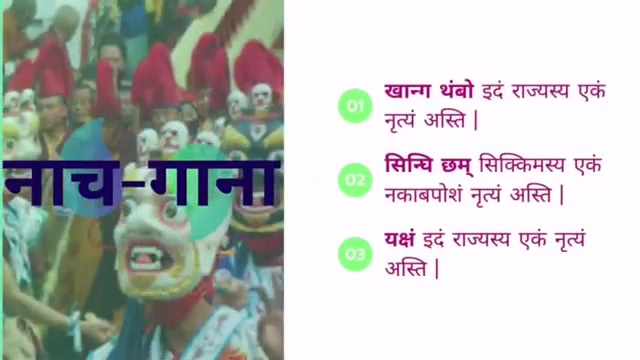 नाच-गाना
01
खान्ग थंबो इदं राज्यस्य एकं
नृत्यं अस्ति |
02
सिन्घि छम् सिक्किमस्य एकं
नकाबपोशं नृत्यं अस्ति |
03
यक्षं इदं राज्यस्य एकं नृत्यं
अस्ति |